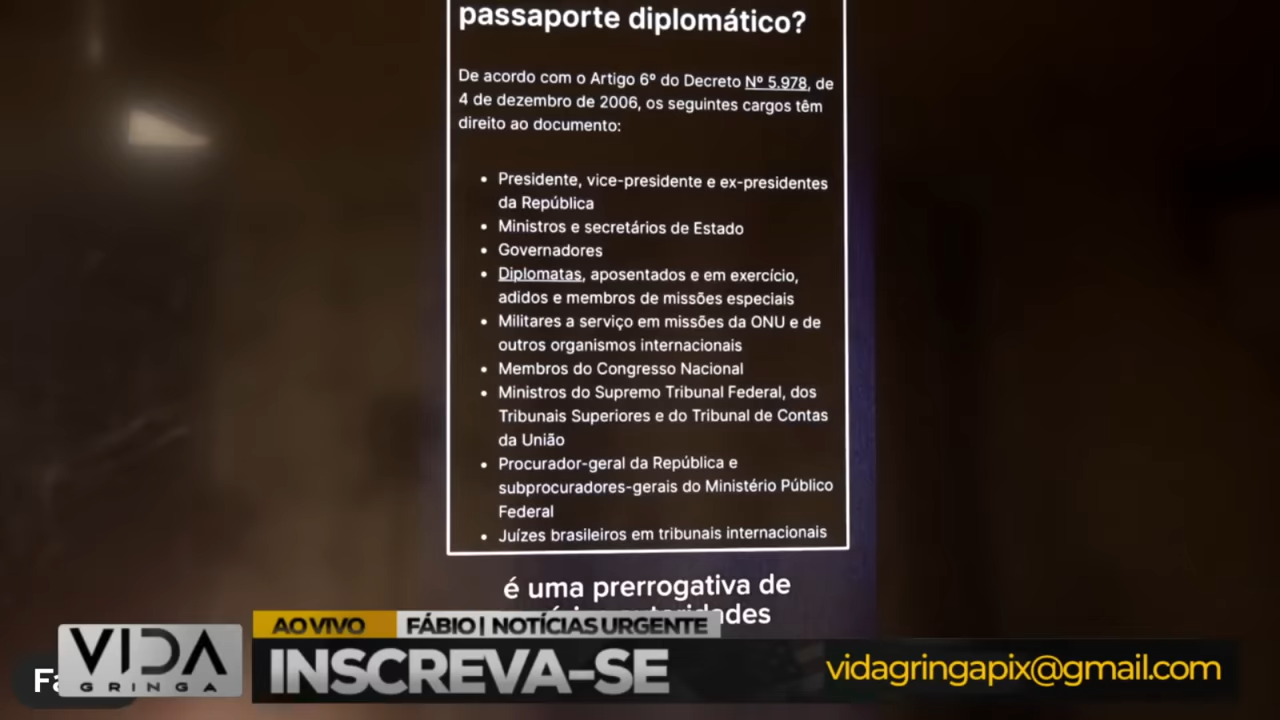 passaporte diplomático?
De acordo com o Artigo 6º do Decreto Nº 5.978, de
4 de dezembro de 2006, os seguintes cargos têm
direito ao documento:
• Presidente, vice-presidente e ex-presidentes
da República
• Ministros e secretários de Estado
• Governadores
• Diplomatas, aposentados e em exercício,
adidos e membros de missões especiais
• Militares a serviço em missões da ONU e de
outros organismos internacionais
• Membros do Congresso Nacional
• Ministros do Supremo Tribunal Federal, dos
Tribunais Superiores e do Tribunal de Contas
da União
• Procurador-geral da República e
subprocuradores-gerais do Ministério Público
Federal
• Juízes brasileiros em tribunais internacionais
é uma prerrogativa de
AO VIVO
FÁBIO | NOTÍCIAS URGENTE
VIDA
GRINGA
INSCREVA-SE
vidagringapix@gmail.com